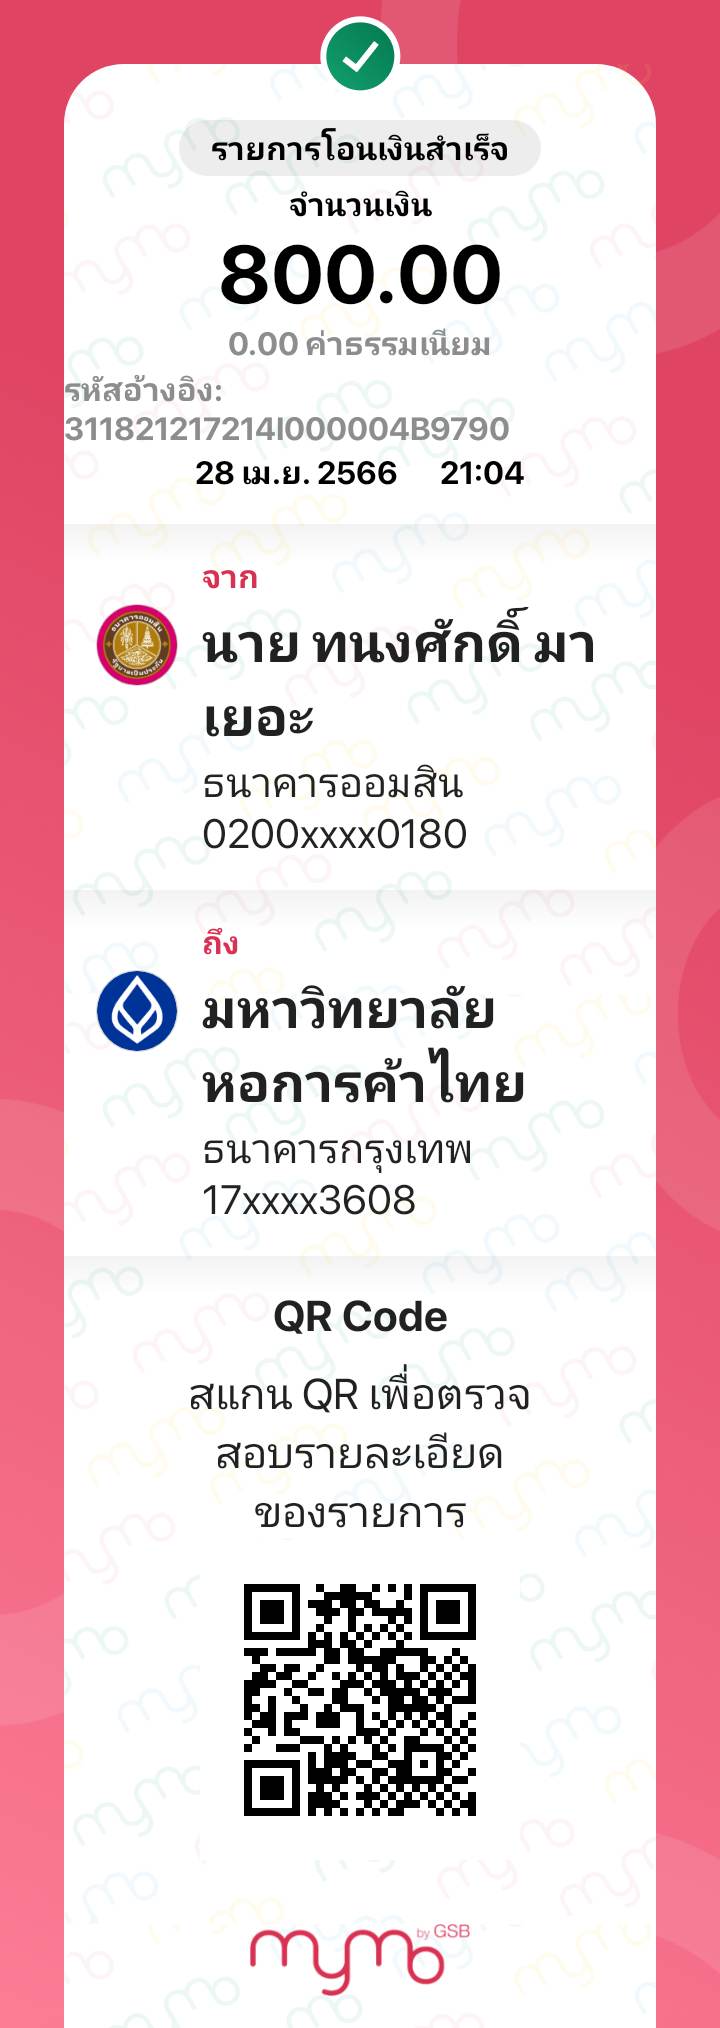 รายการโอนเงินสำเร็จ
จำนวนเงิน
800.00
0.00 ค่าธรรมเนียม
รหัสอ้างอิง:
311821217214I000004B9790
28 เม.ย. 2566 21:04
จาก
นาย ทนงศักดิ์ มา
เยอะ
ธนาคารออมสิน
0200xxxx0180
ถึง
มหาวิทยาลัย
หอการค้าไทย
ธนาคารกรุงเทพ
17xxxx3608
QR Code
สแกน QR เพื่อตรวจ
สอบรายละเอียด
ของรายการ
mymo by GSB